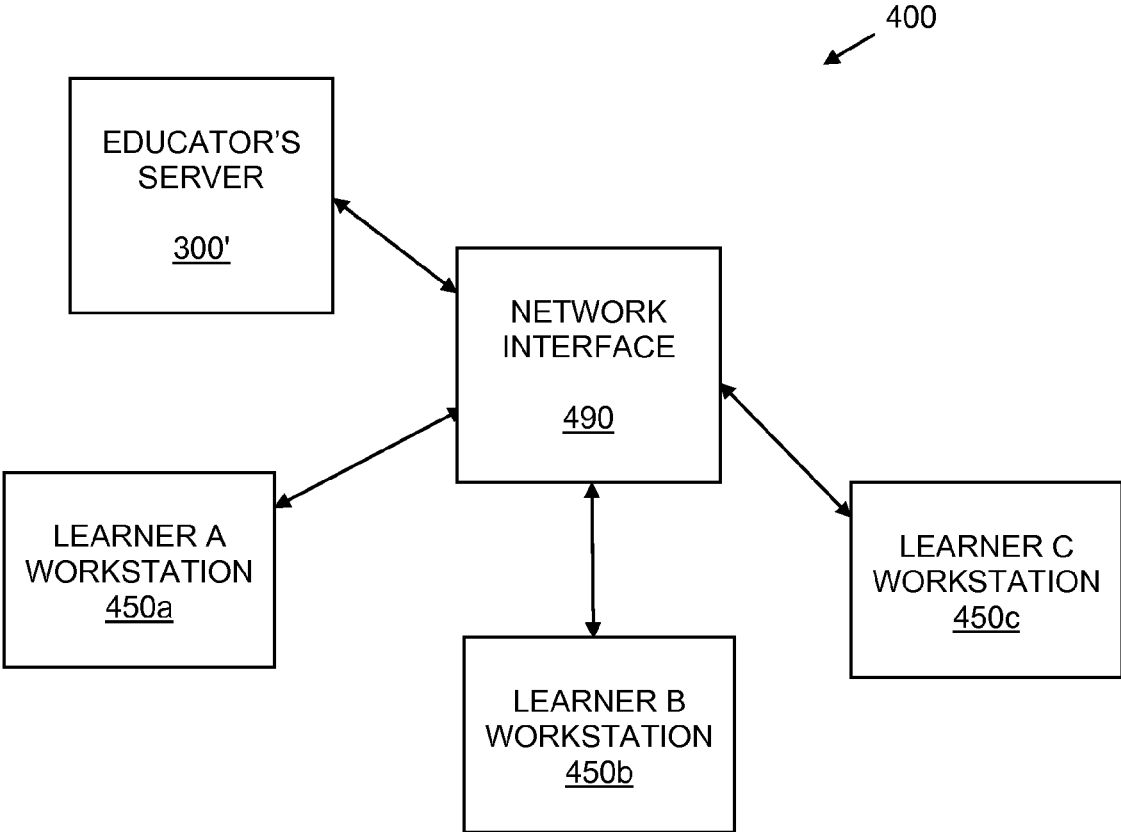 400
EDUCATOR'S
SERVER
300'
NETWORK
INTERFACE
490
LEARNER A
WORKSTATION
450a
LEARNER B
WORKSTATION
450b
LEARNER C
WORKSTATION
450c